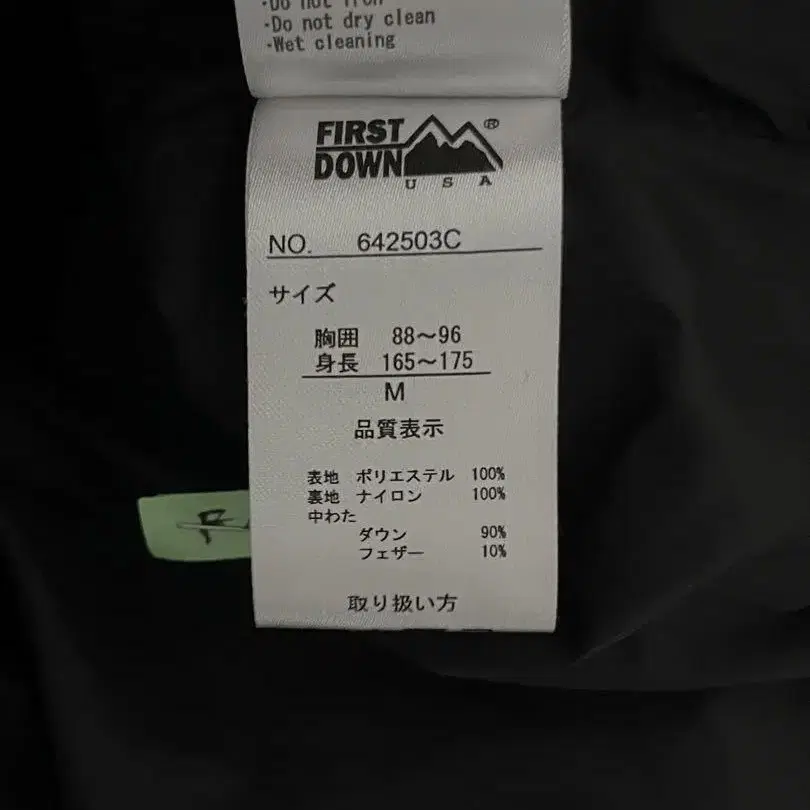 ·Do not iron
·Do not dry clean
·Wet cleaning
FIRST
DOWN
®
USA
NO. 642503C
サイズ
胸囲 88〜96
身長 165〜175
M
品質表示
表地 ポリエステル 100%
裏地 ナイロン 100%
中わた
ダウン 90%
フェザー 10%
取り扱い方